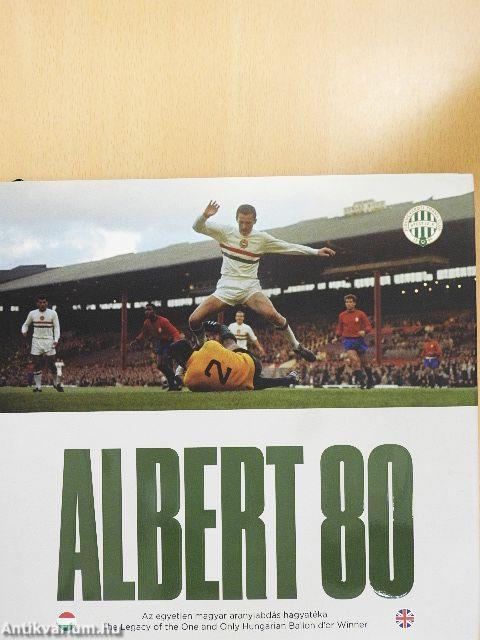 2
ALBERT 80
Az egyetlen magyar aranylabdás hagyatéka
The Legacy of the One and Only Hungarian Ballon d'or Winner
Antikvarium.hu